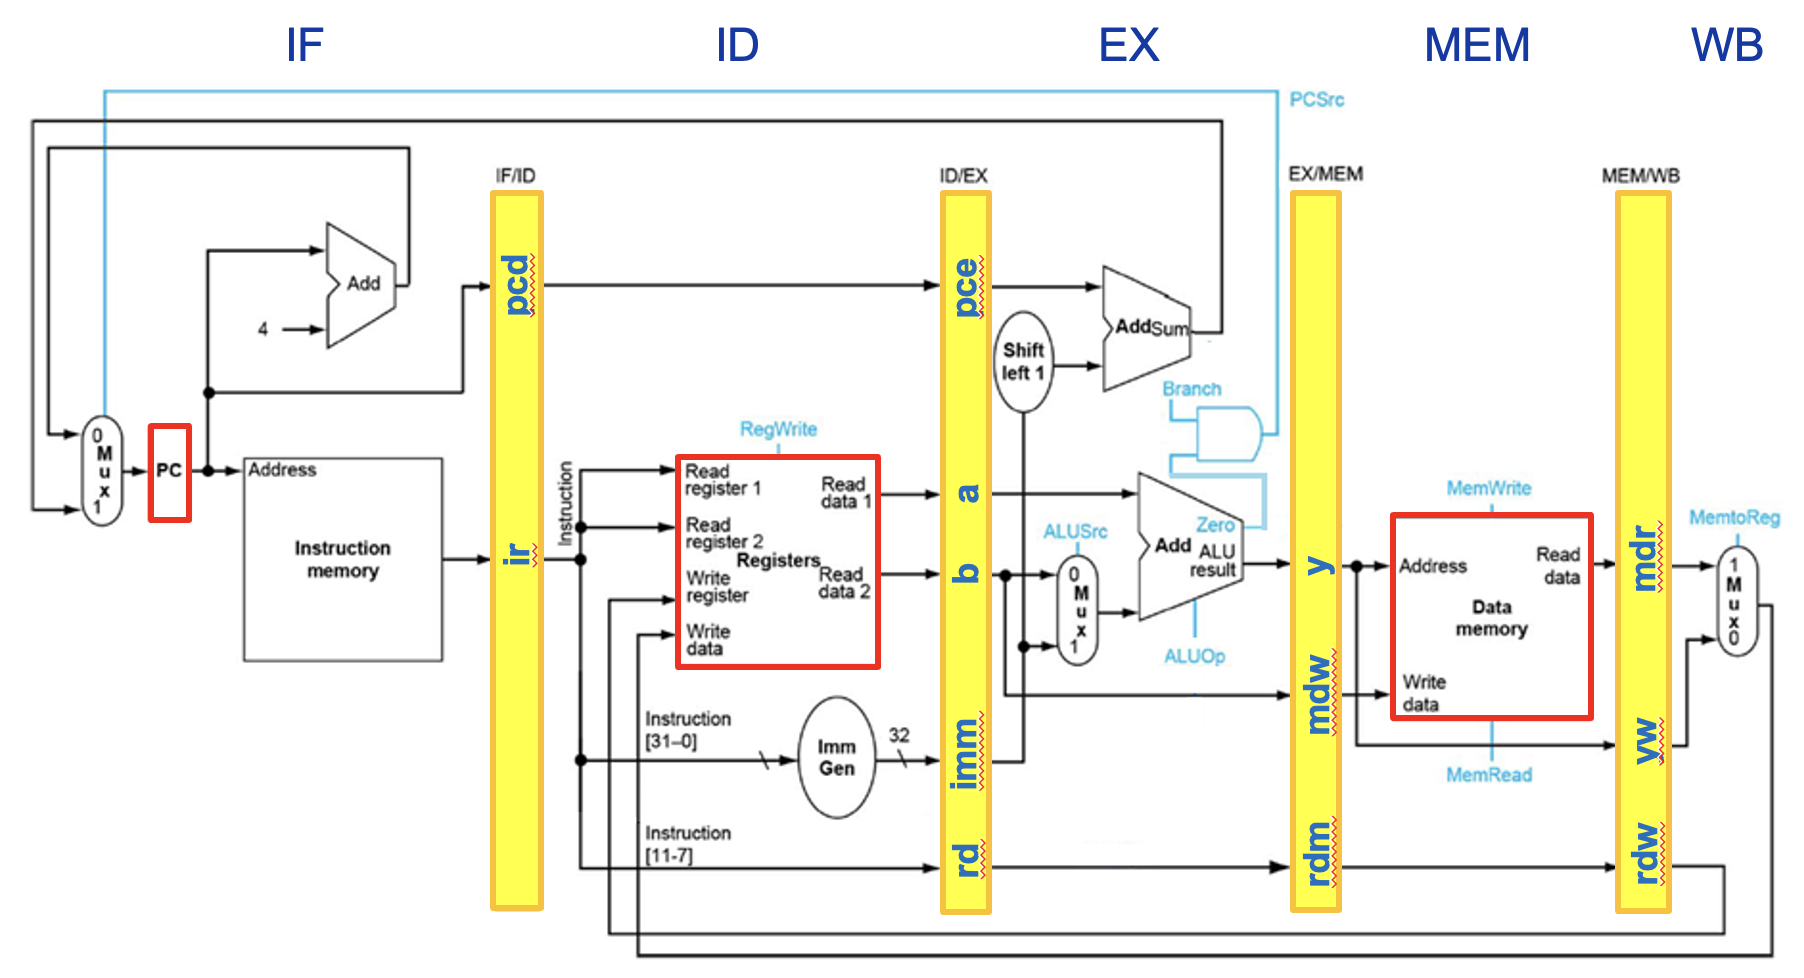 IF
ID
EX
MEM
WB
PCSrc
IF/ID
ID/EX
EX/MEM
MEM/WB
pcd
pce
Add
4
AddSum
Shift
left 1
Branch
RegWrite
0
M
u
x
1
PC
Address
Instruction
memory
Instruction
ir
Read
register 1
Read
register 2
Registers
Write
register
Write
data
Read
data 1
Read
data 2
a
b
ALUSrc
0
M
u
x
1
Zero
Add
ALU
result
ALUOp
y
mdw
MemWrite
Address
Read
data
Data
memory
Write
data
MemRead
mdr
MemtoReg
1
M
u
x
0
yw
Instruction
[31–0]
Imm
Gen
32
imm
Instruction
[11-7]
rd
rdm
rdw